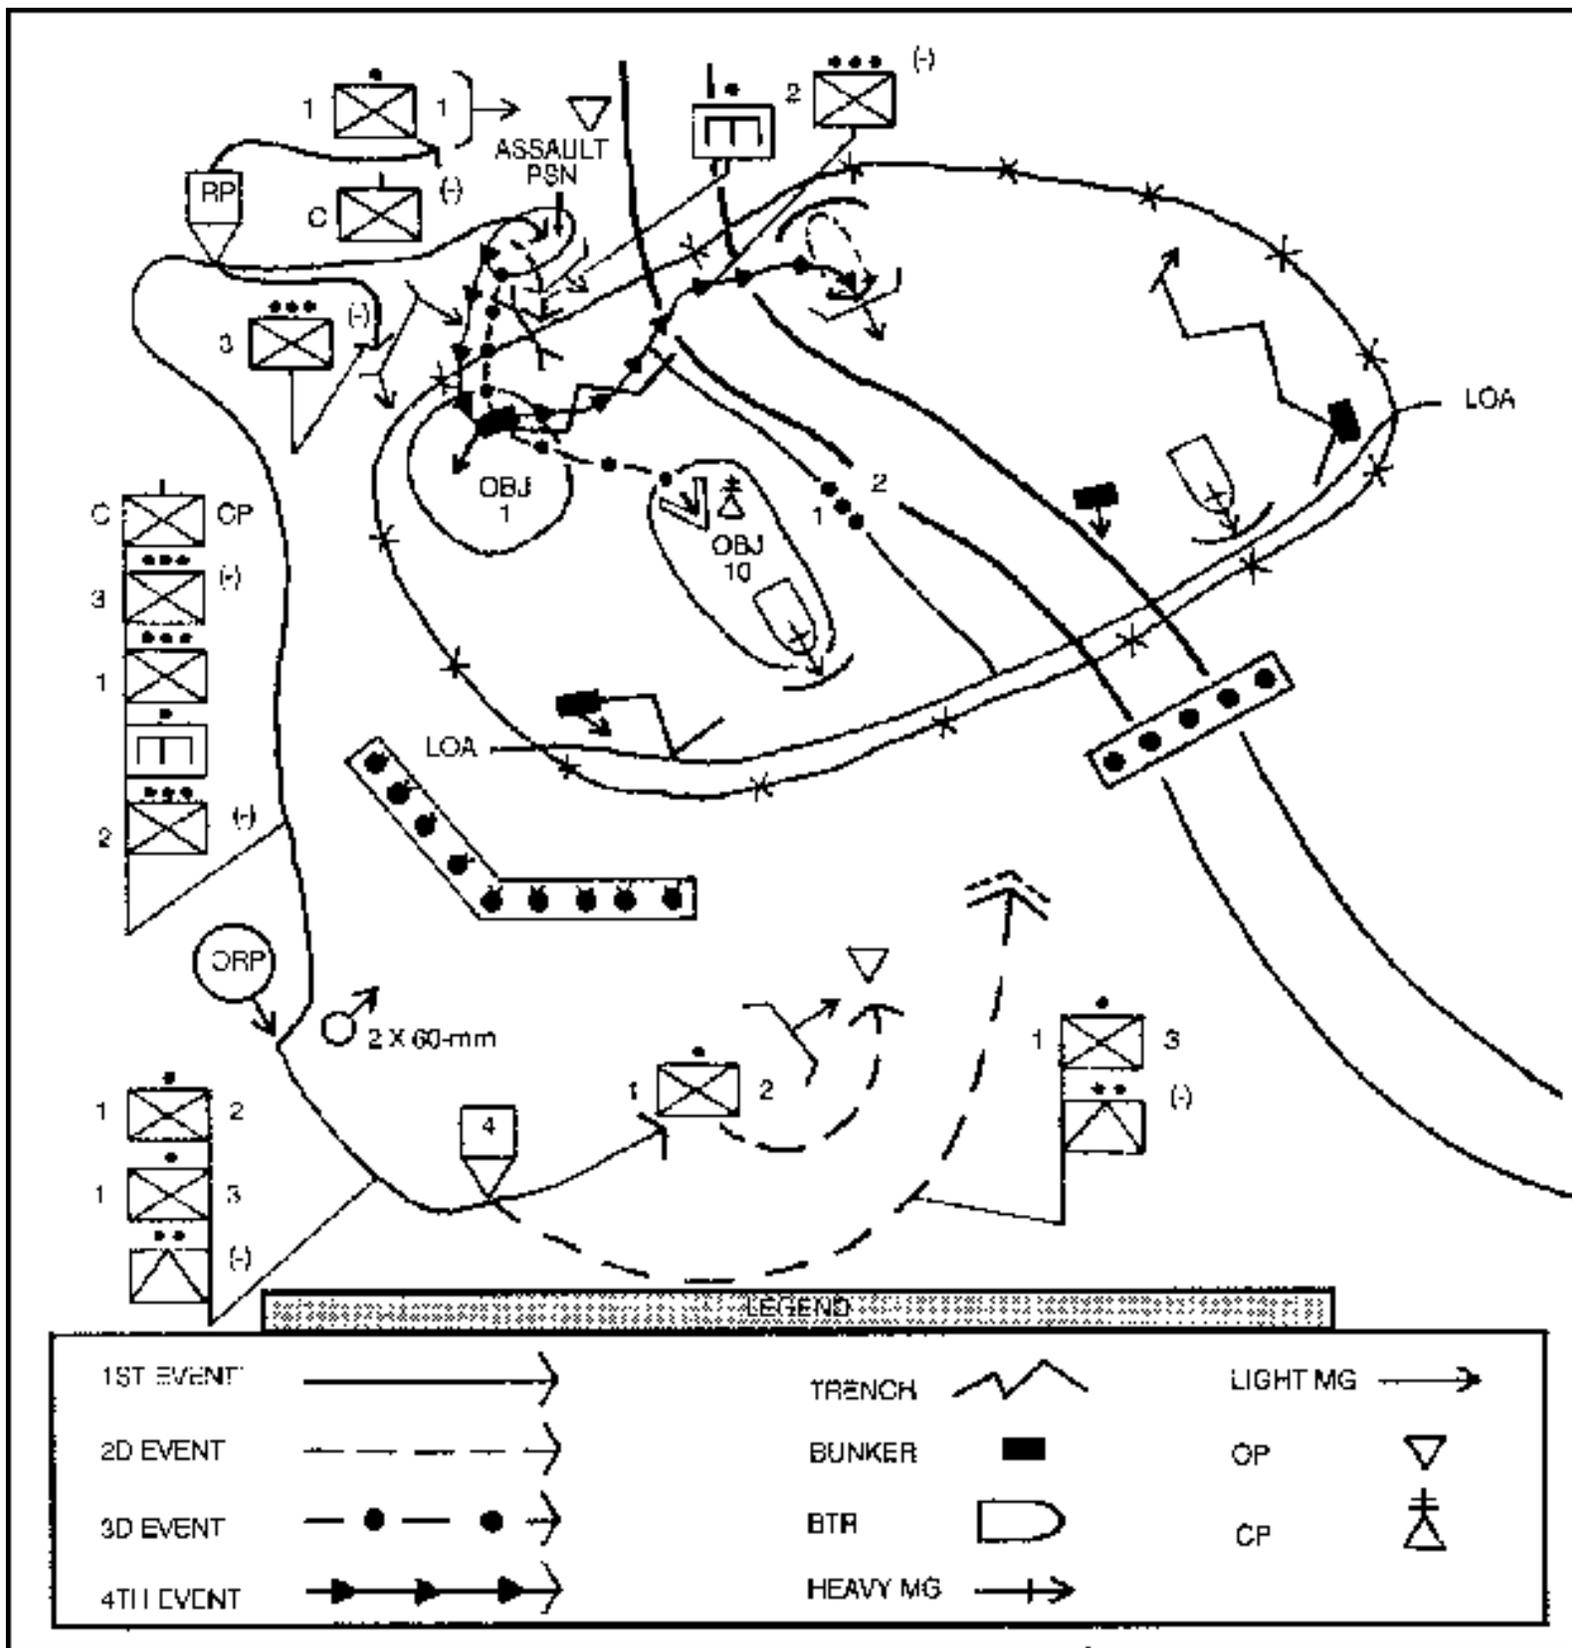 (-)
1 1
2
ASSAULT
PSN
RP
C (-)
3 (-)
LOA
OBJ
1
2
1
OBJ
10
C CP
3 (-)
1
2 (-)
LOA
ORP
2 X 60-mm
1 3
(-)
1 2
4
1 2
1 3
(-)
LEGEND
1ST EVENT
TRENCH
LIGHT MG
2D EVENT
BUNKER
OP
3D EVENT
BTR
CP
4TH EVENT
HEAVY MG